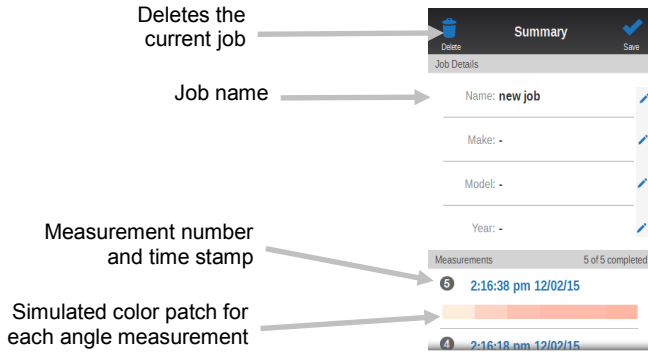 Deletes the
current job
Delete
Summary
Save
Job Details
Job name
Name: new job
Make: -
Model: -
Year: -
Measurement number
and time stamp
Measurements 5 of 5 completed
5 2:16:38 pm 12/02/15
Simulated color patch for
each angle measurement
4 2:16:18 pm 12/02/15